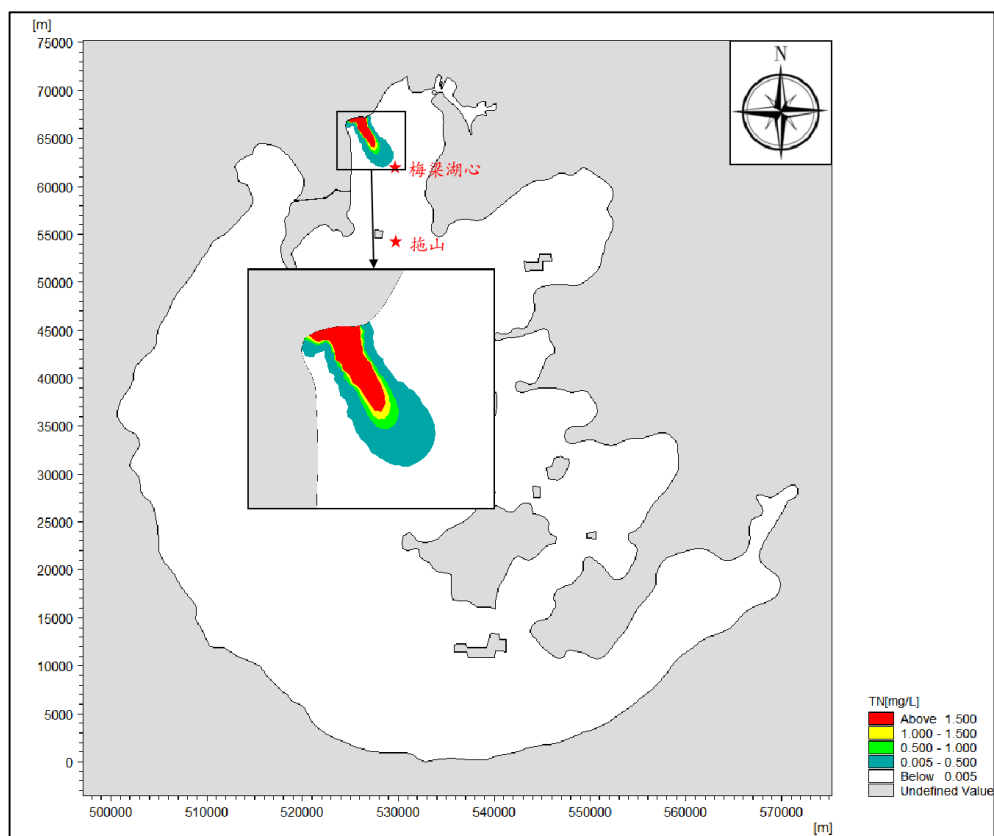 [m]
75000
70000
65000
60000
55000
50000
45000
40000
35000
30000
25000
20000
15000
10000
5000
0
N
梅梁湖心
拖山
TN[mg/L]
Above 1.500
1.000 - 1.500
0.500 - 1.000
0.005 - 0.500
Below 0.005
Undefined Value
500000 510000 520000 530000 540000 550000 560000 570000
[m]